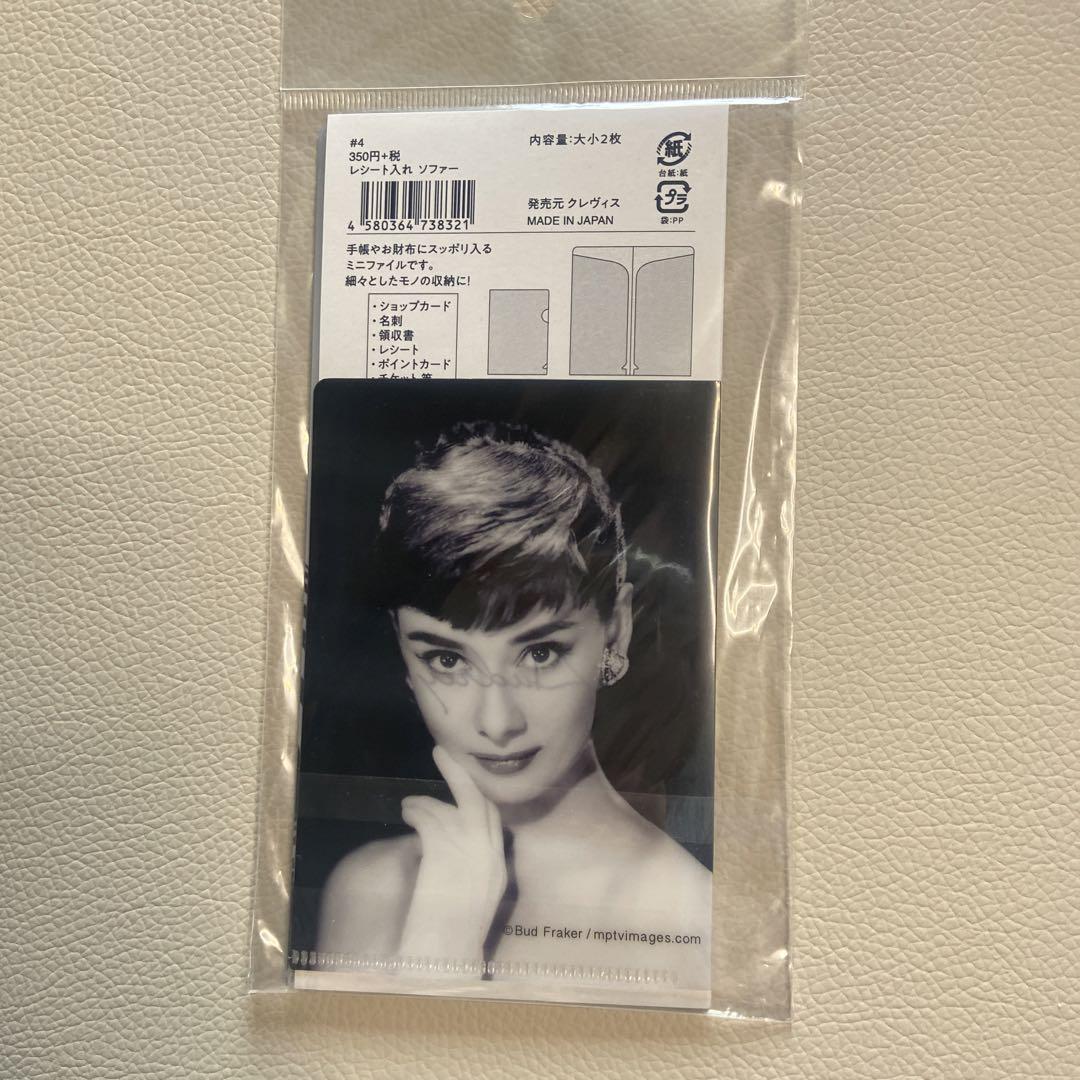 #4
350円+税
レシート入れ ソファー
4 580364 738321
内容量:大小2枚
紙
台紙:紙
プラ
袋:PP
発売元 クレヴィス
MADE IN JAPAN
手帳やお財布にスッポリ入る
ミニファイルです。
細々としたモノの収納に!
・ショップカード
・名刺
・領収書
・レシート
・ポイントカード
・チケット 等
©Bud Fraker / mptvimages.com